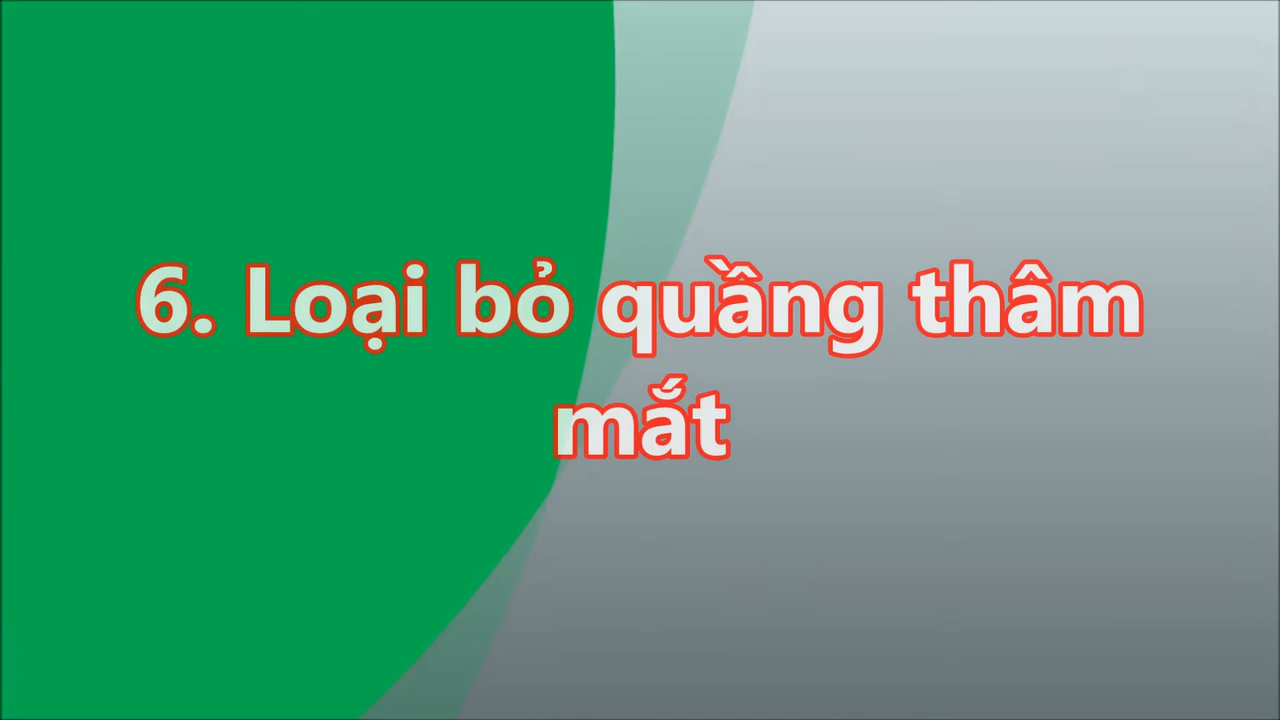 6. Loại bỏ quầng thâm
mắt